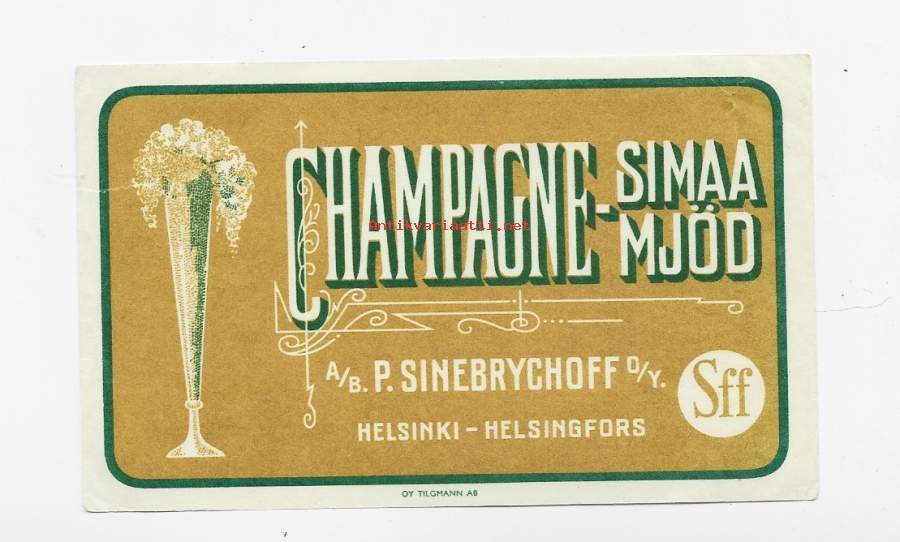 CHAMPAGNE-SIMAA
MJÖD
Antikvariaatti.net
A/B. P. SINEBRYCHOFF O/Y.
Sff
HELSINKI - HELSINGFORS
OY TILGMANN AB